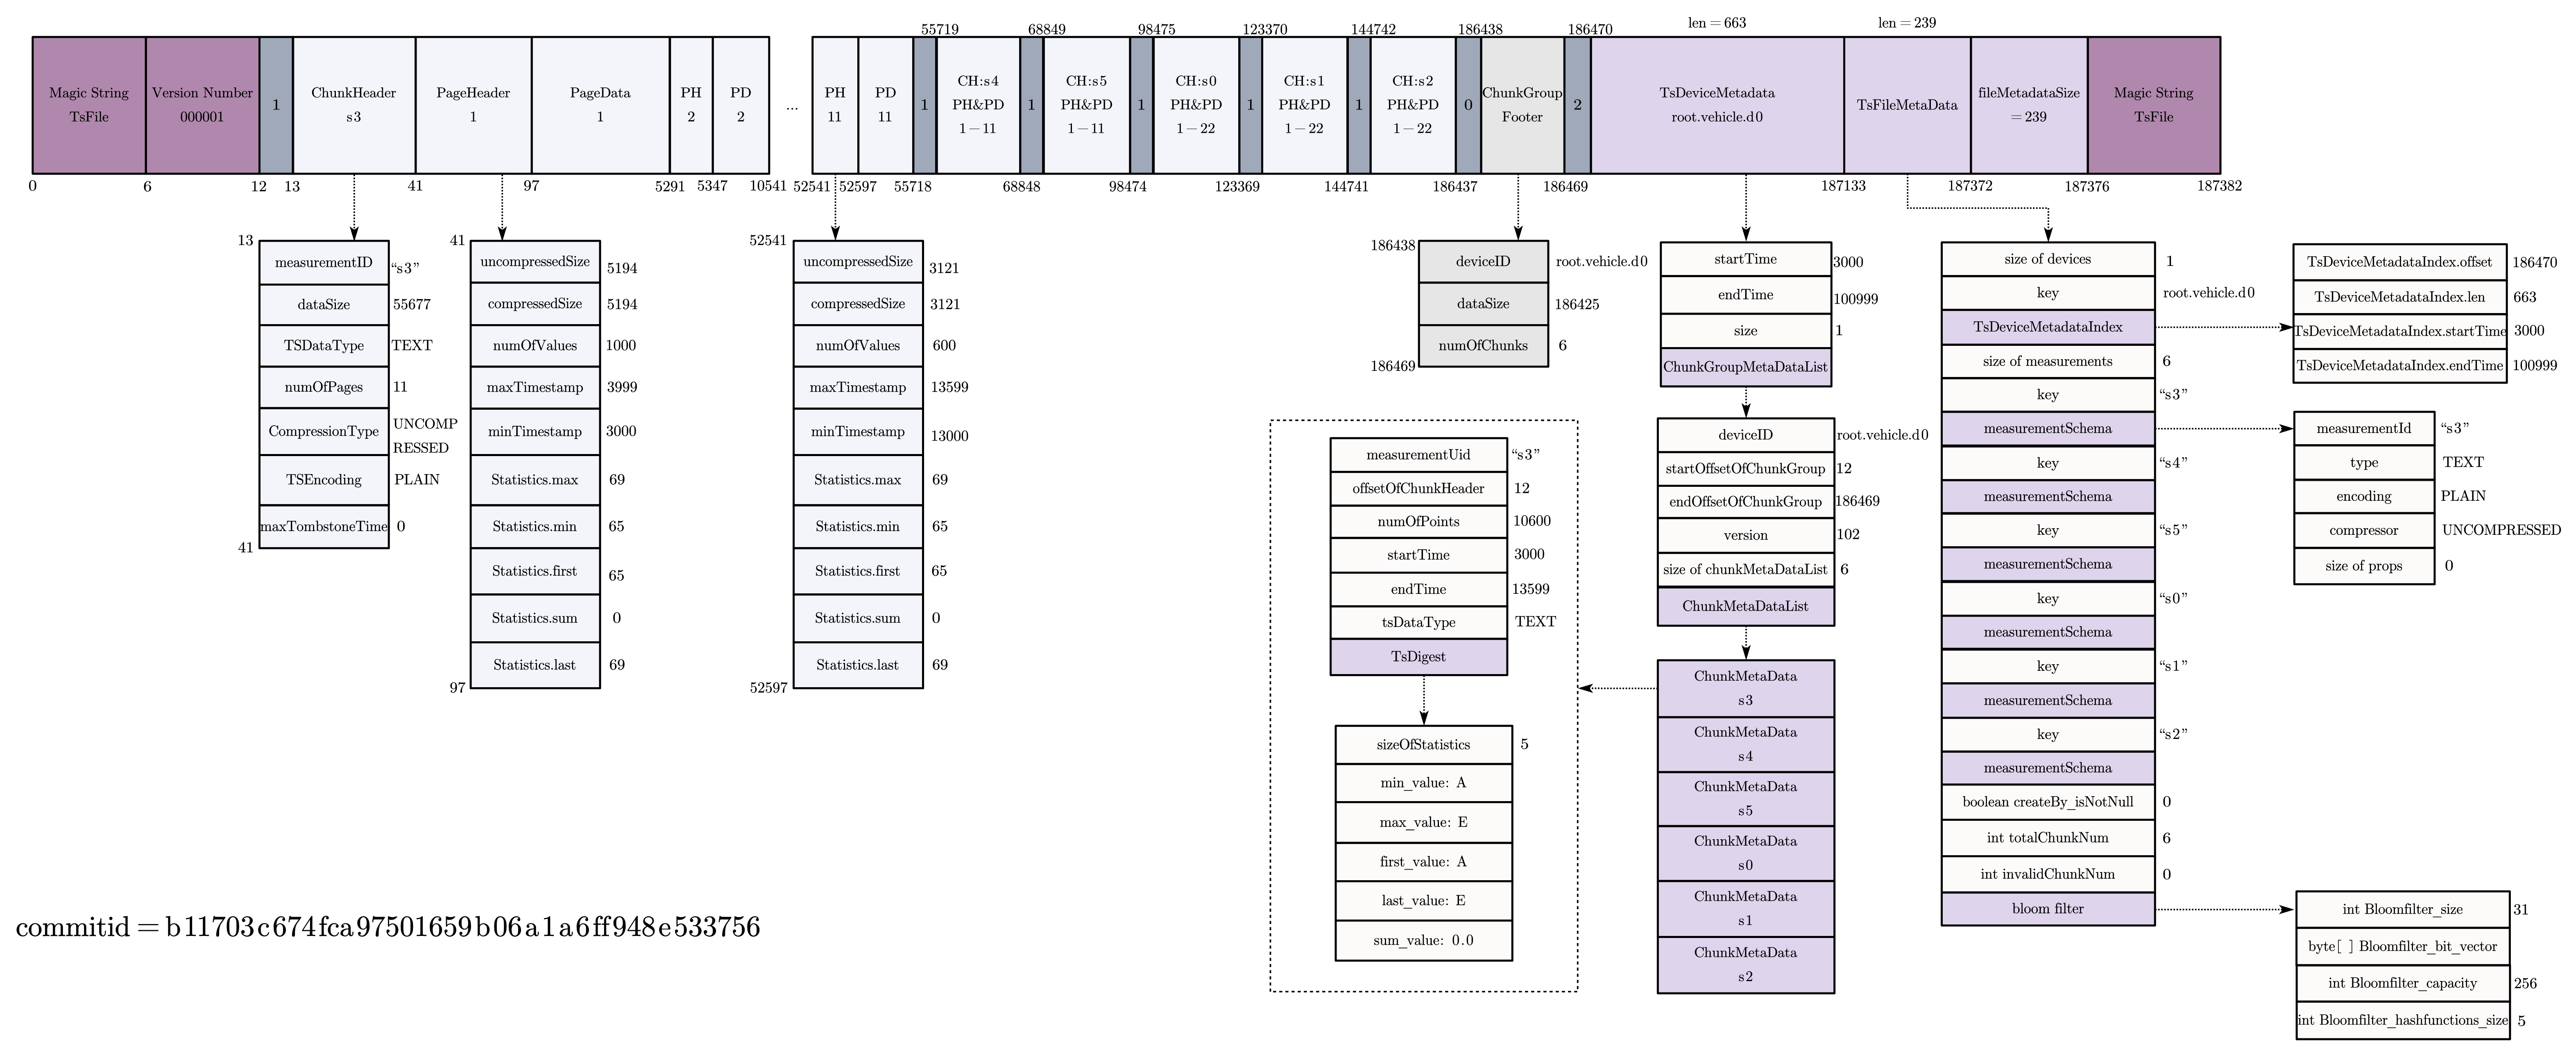 len = 663
len = 239
55719
68849
98475
123370
144742
186438
186470
Magic String
TsFile
Version Number
000001
1
ChunkHeader
s3
PageHeader
1
PageData
1
PH
2
PD
2
...
PH
11
PD
11
1
CH:s4
PH&PD
1-11
1
CH:s5
PH&PD
1-11
1
CH:s0
PH&PD
1-22
1
CH:s1
PH&PD
1-22
1
CH:s2
PH&PD
1-22
0
ChunkGroup
Footer
2
TsDeviceMetadata
root.vehicle.d0
TsFileMetaData
fileMetadataSize
= 239
Magic String
TsFile
0
6
12
13
41
97
5291
5347
10541
52541
52597
55718
68848
98474
123369
144741
186437
186469
187133
187372
187376
187382
13
measurementID
“s3”
dataSize
55677
TSDataType
TEXT
numOfPages
11
CompressionType
UNCOMP
RESSED
TSEncoding
PLAIN
maxTombstoneTime
0
41
41
uncompressedSize
5194
compressedSize
5194
numOfValues
1000
maxTimestamp
3999
minTimestamp
3000
Statistics.max
69
Statistics.min
65
Statistics.first
65
Statistics.sum
0
Statistics.last
69
97
52541
uncompressedSize
3121
compressedSize
3121
numOfValues
600
maxTimestamp
13599
minTimestamp
13000
Statistics.max
69
Statistics.min
65
Statistics.first
65
Statistics.sum
0
Statistics.last
69
52597
186438
deviceID
root.vehicle.d0
dataSize
186425
numOfChunks
6
186469
startTime
3000
endTime
100999
size
1
ChunkGroupMetaDataList
deviceID
root.vehicle.d0
startOffsetOfChunkGroup
12
endOffsetOfChunkGroup
186469
version
102
size of chunkMetaDataList
6
ChunkMetaDataList
ChunkMetaData
s3
ChunkMetaData
s4
ChunkMetaData
s5
ChunkMetaData
s0
ChunkMetaData
s1
ChunkMetaData
s2
measurementUid
“s3”
offsetOfChunkHeader
12
numOfPoints
10600
startTime
3000
endTime
13599
tsDataType
TEXT
TsDigest
sizeOfStatistics
5
min_value: A
max_value: E
first_value: A
last_value: E
sum_value: 0.0
size of devices
1
key
root.vehicle.d0
TsDeviceMetadataIndex
size of measurements
6
key
“s3”
measurementSchema
key
“s4”
measurementSchema
key
“s5”
measurementSchema
key
“s0”
measurementSchema
key
“s1”
measurementSchema
key
“s2”
measurementSchema
boolean createBy_isNotNull
0
int totalChunkNum
6
int invalidChunkNum
0
bloom filter
TsDeviceMetadataIndex.offset
186470
TsDeviceMetadataIndex.len
663
TsDeviceMetadataIndex.startTime
3000
TsDeviceMetadataIndex.endTime
100999
measurementId
“s3”
type
TEXT
encoding
PLAIN
compressor
UNCOMPRESSED
size of props
0
int Bloomfilter_size
31
byte[ ] Bloomfilter_bit_vector
int Bloomfilter_capacity
256
int Bloomfilter_hashfunctions_size
5
commitid = b11703c674fca97501659b06a1a6ff948e533756